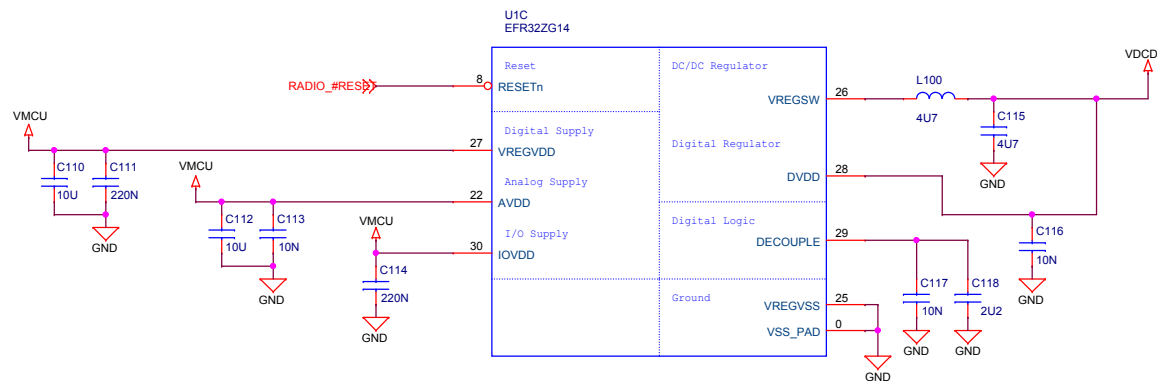 U1C
EFR32ZG14
Reset
DC/DC Regulator
VDCD
RADIO_#RESET
8
RESETn
VREGSW
26
L100
4U7
C115
4U7
GND
VMCU
Digital Supply
27
VREGVDD
Digital Regulator
C110
10U
C111
220N
GND
VMCU
Analog Supply
22
AVDD
DVDD
28
C112
10U
C113
10N
GND
VMCU
I/O Supply
30
IOVDD
Digital Logic
DECOUPLE
29
C116
10N
GND
C114
220N
GND
C117
10N
GND
C118
2U2
GND
Ground
VREGVSS
25
VSS_PAD
0
GND